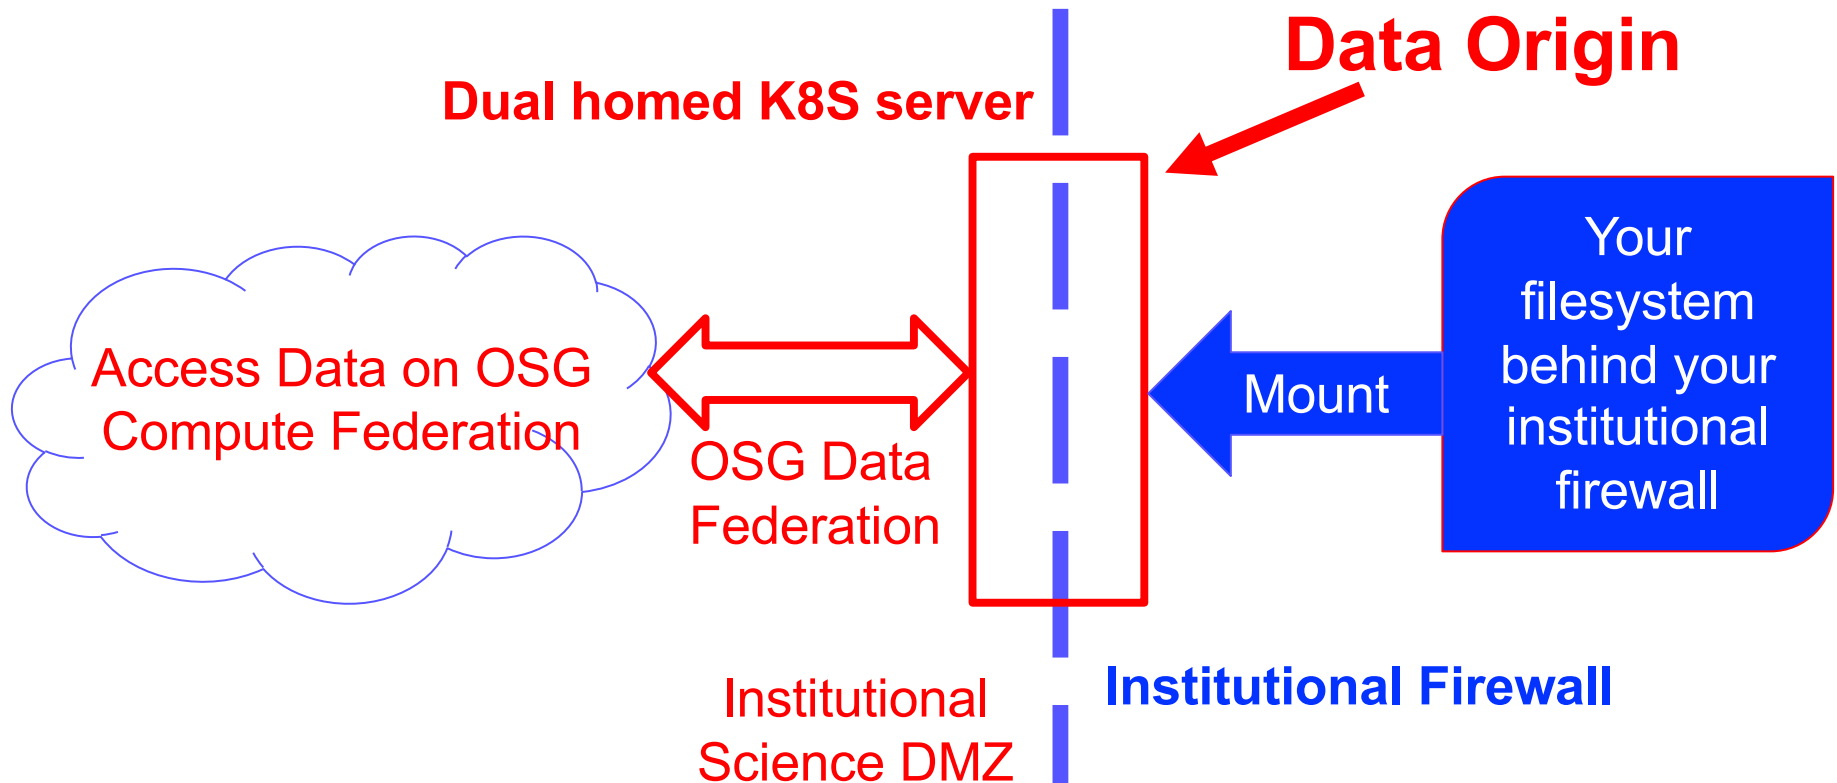 Data Origin
Dual homed K8S server
Access Data on OSG
Compute Federation
OSG Data
Federation
Mount
Your
filesystem
behind your
institutional
firewall
Institutional
Science DMZ
Institutional Firewall